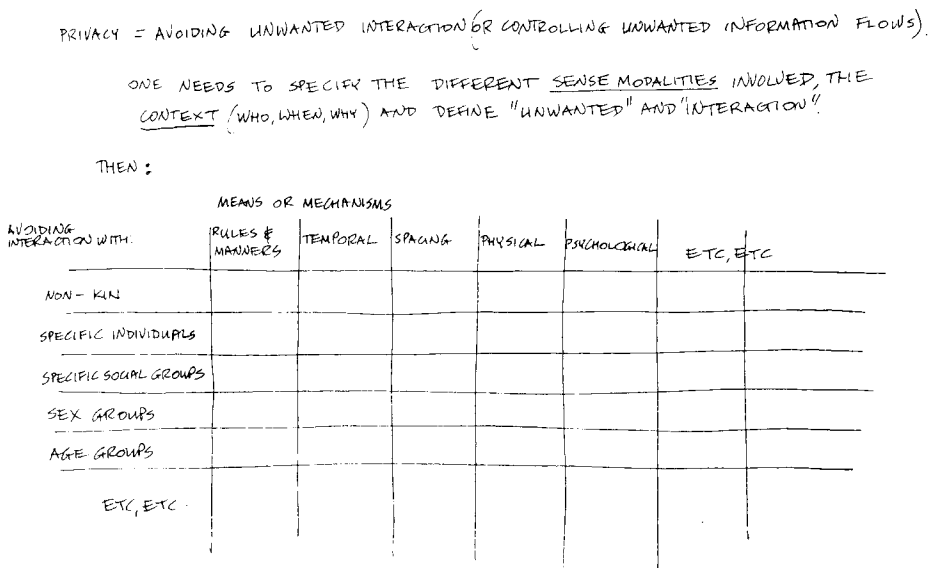 PRIVACY = AVOIDING UNWANTED INTERACTION (OR CONTROLLING UNWANTED INFORMATION FLOWS).
ONE NEEDS TO SPECIFY THE DIFFERENT SENSE MODALITIES INVOLVED, THE
CONTEXT (WHO, WHEN, WHY) AND DEFINE "UNWANTED" AND "INTERACTION".
THEN :
MEANS OR MECHANISMS
AVOIDING
INTERACTION WITH:
RULES &
MANNERS
TEMPORAL
SPACING
PHYSICAL
PSYCHOLOGICAL
ETC, ETC
NON-KIN
SPECIFIC INDIVIDUALS
SPECIFIC SOCIAL GROUPS
SEX GROUPS
AGE GROUPS
ETC, ETC.